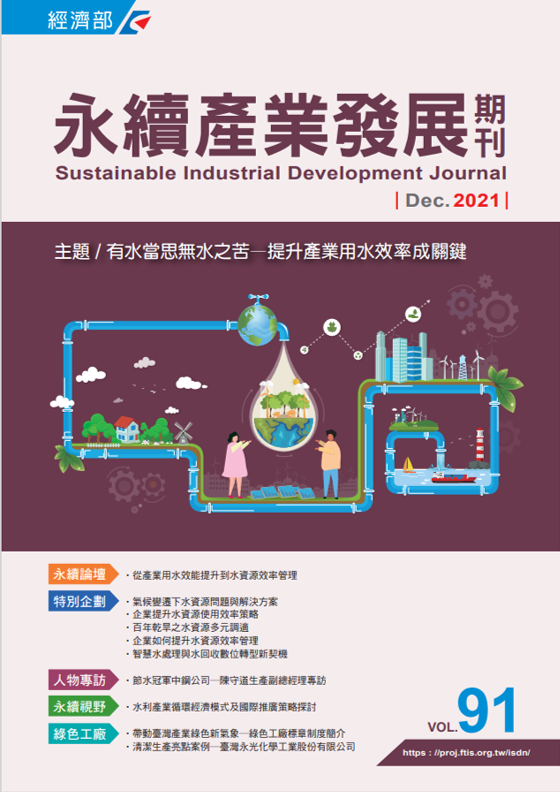 經濟部
永續產業發展期刊
Sustainable Industrial Development Journal
Dec. 2021
主題 / 有水當思無水之苦─提升產業用水效率成關鍵
永續論壇
・從產業用水效能提升到水資源效率管理
特別企劃
・氣候變遷下水資源問題與解決方案
・企業提升水資源使用效率策略
・百年乾旱之水資源多元調適
・企業如何提升水資源效率管理
・智慧水處理與水回收數位轉型新契機
人物專訪
・節水冠軍中鋼公司─陳守道生產副總經理專訪
永續視野
・水利產業循環經濟模式及國際推廣策略探討
綠色工廠
・帶動臺灣產業綠色新氣象─綠色工廠標章制度簡介
・清潔生產亮點案例─臺灣永光化學工業股份有限公司
VOL.91
https : //proj.ftis.org.tw/isdn/